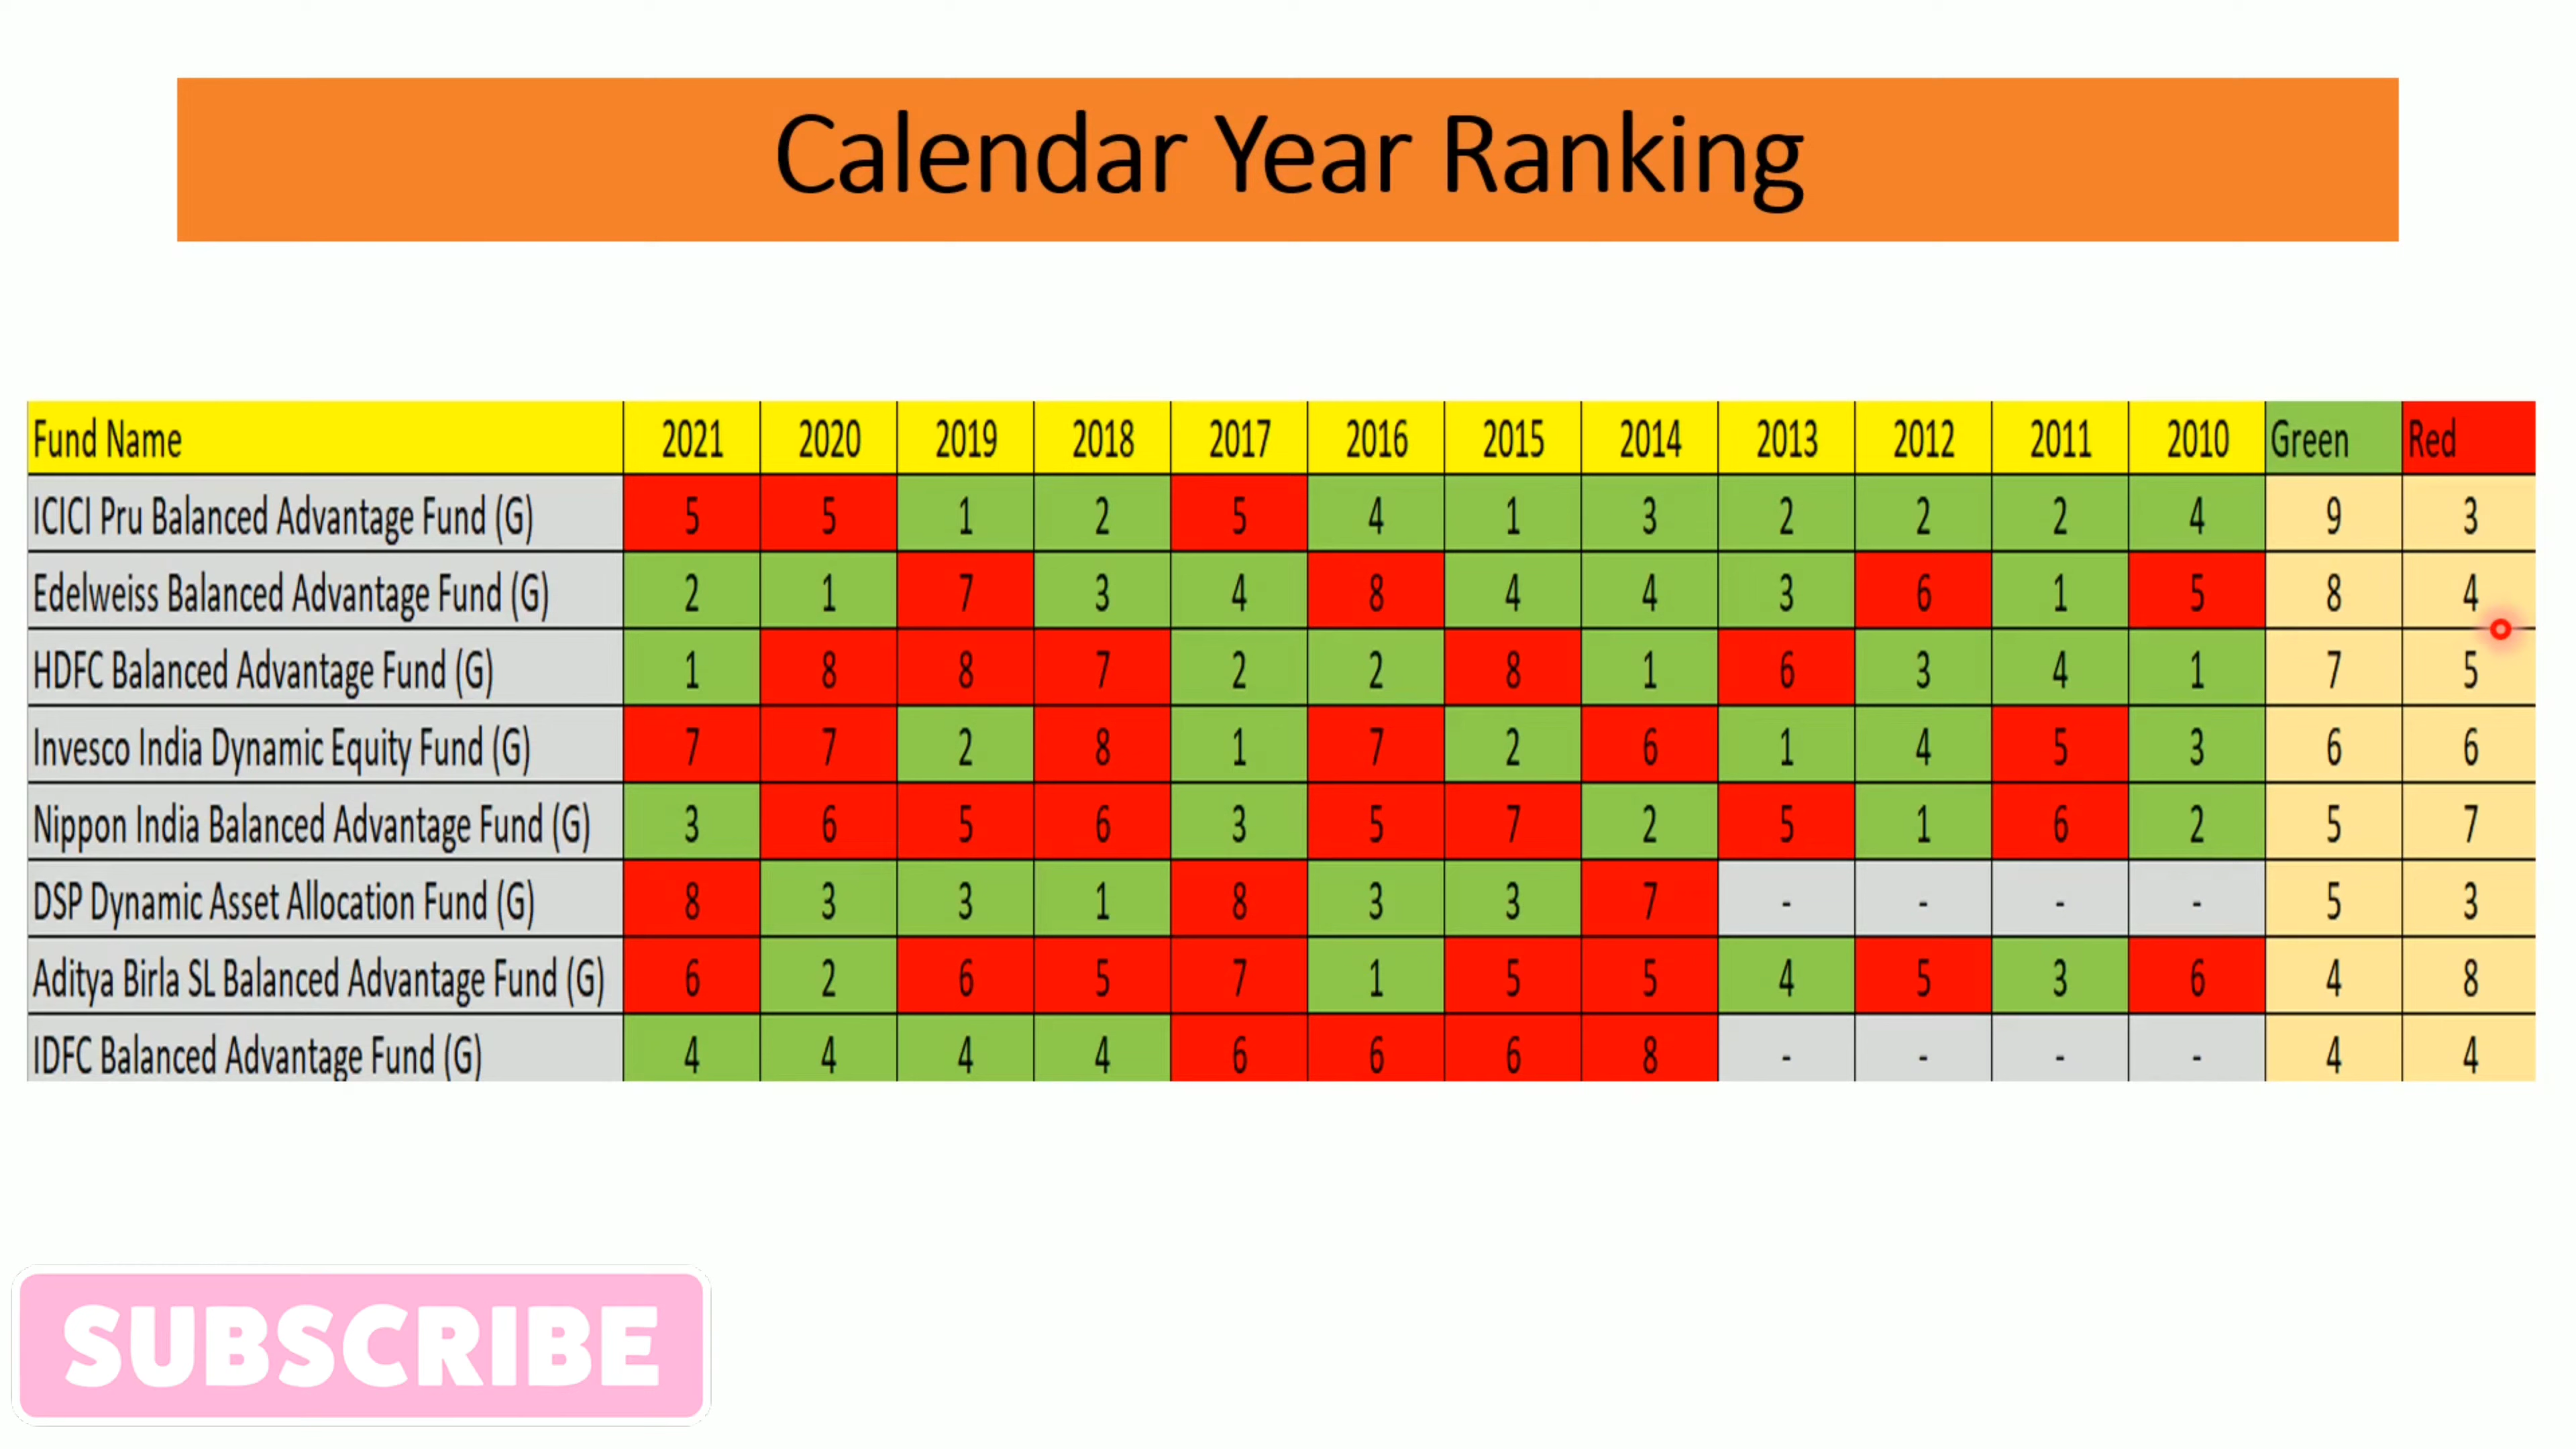 Calendar Year Ranking
Fund Name 2021 2020 2019 2018 2017 2016 2015 2014 2013 2012 2011 2010 Green Red
ICICI Pru Balanced Advantage Fund (G) 5 5 1 2 5 4 1 3 2 2 2 4 9 3
Edelweiss Balanced Advantage Fund (G) 2 1 7 3 4 8 4 4 3 6 1 5 8 4
HDFC Balanced Advantage Fund (G) 1 8 8 7 2 2 8 1 6 3 4 1 7 5
Invesco India Dynamic Equity Fund (G) 7 7 2 8 1 7 2 6 1 4 5 3 6 6
Nippon India Balanced Advantage Fund (G) 3 6 5 6 3 5 7 2 5 1 6 2 5 7
DSP Dynamic Asset Allocation Fund (G) 8 3 3 1 8 3 3 7 - - - - 5 3
Aditya Birla SL Balanced Advantage Fund (G) 6 2 6 5 7 1 5 5 4 5 3 6 4 8
IDFC Balanced Advantage Fund (G) 4 4 4 4 6 6 6 8 - - - - 4 4
SUBSCRIBE